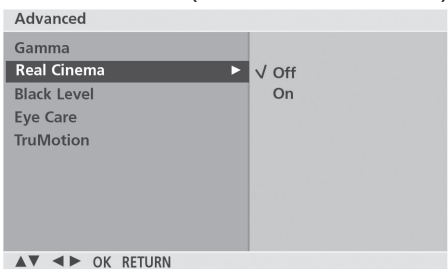 Advanced
Gamma
Real Cinema ► √ Off
Black Level On
Eye Care
TruMotion
▲▼ ◄► OK RETURN